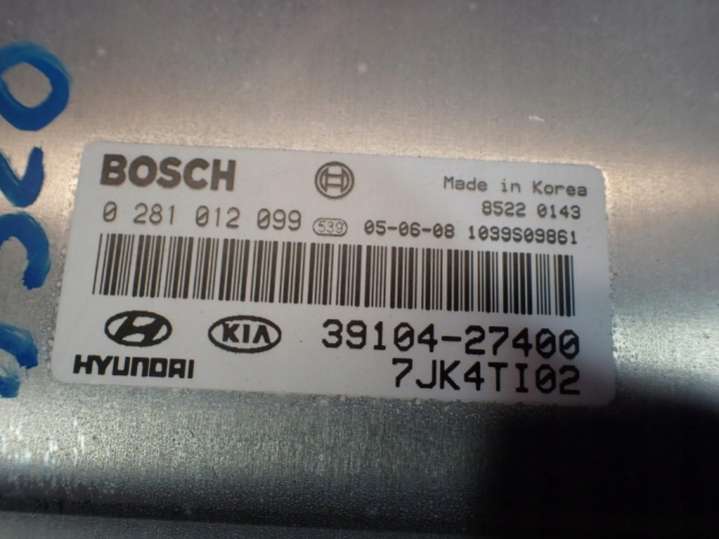 BOSCH
Made in Korea
8522 0143
0 281 012 099 539 05-06-08 1039S09861
HYUNDAI KIA 39104-27400
7JK4TI02